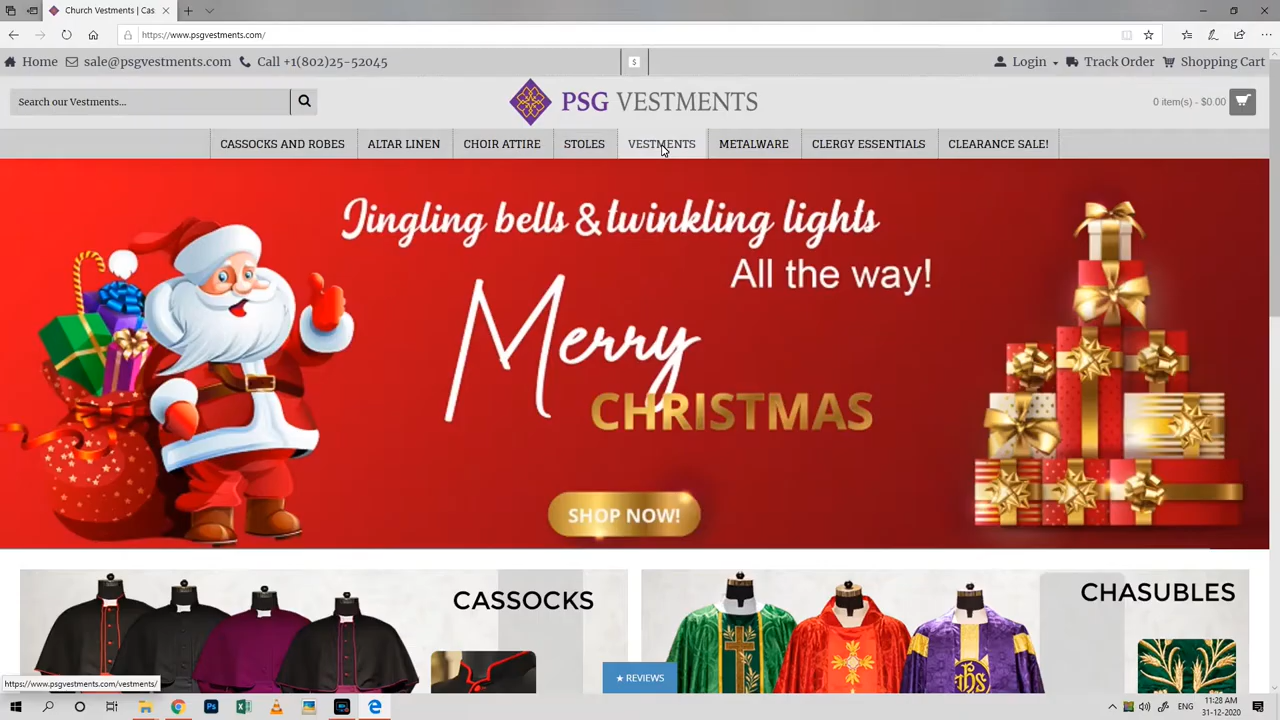 Church Vestments | Cas
https://www.psgvestments.com/
Home sale@psgvestments.com Call +1(802)25-52045
$
Login Track Order Shopping Cart
Search our Vestments...
PSG VESTMENTS
0 item(s) - $0.00
CASSOCKS AND ROBES ALTAR LINEN CHOIR ATTIRE STOLES VESTMENTS METALWARE CLERGY ESSENTIALS CLEARANCE SALE!
Jingling bells & twinkling lights
All the way!
Merry
CHRISTMAS
SHOP NOW!
CASSOCKS
CHASUBLES
ihs
★ REVIEWS
https://www.psgvestments.com/vestments/
ENG
11:28 AM
31-12-2020